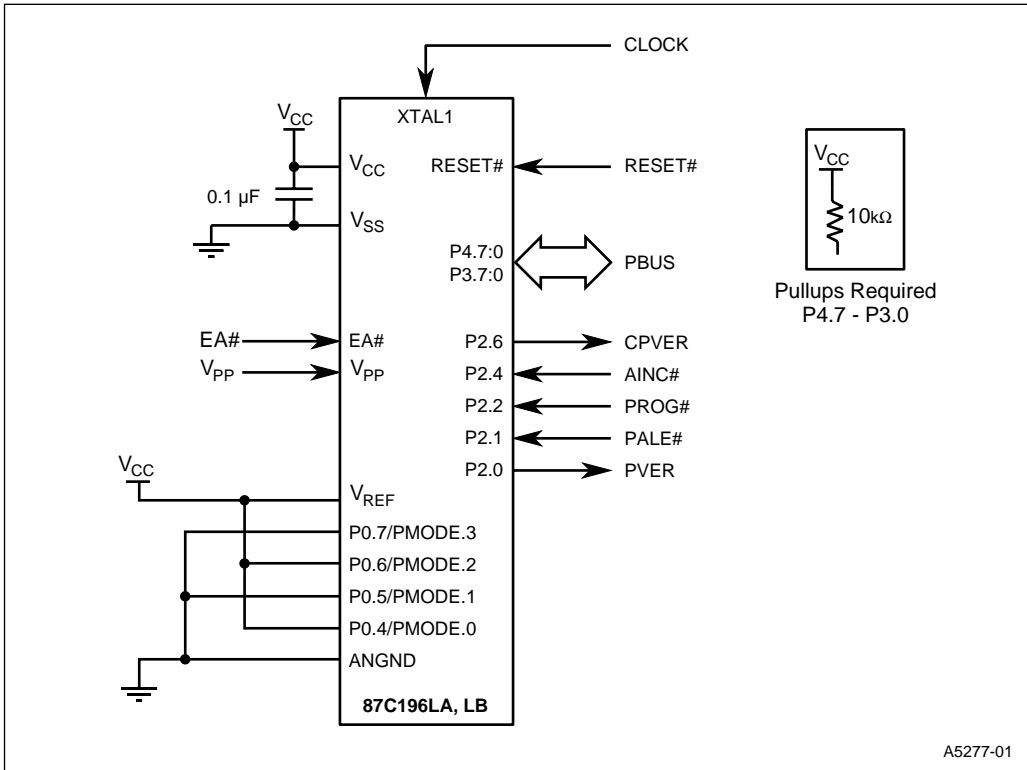 CLOCK
XTAL1
VCC
VCC
RESET#
RESET#
0.1 µF
VSS
P4.7:0
P3.7:0
PBUS
VCC
10kΩ
Pullups Required
P4.7 - P3.0
EA#
EA#
P2.6
CPVER
VPP
VPP
P2.4
AINC#
P2.2
PROG#
P2.1
PALE#
P2.0
PVER
VCC
VREF
P0.7/PMODE.3
P0.6/PMODE.2
P0.5/PMODE.1
P0.4/PMODE.0
ANGND
87C196LA, LB
A5277-01